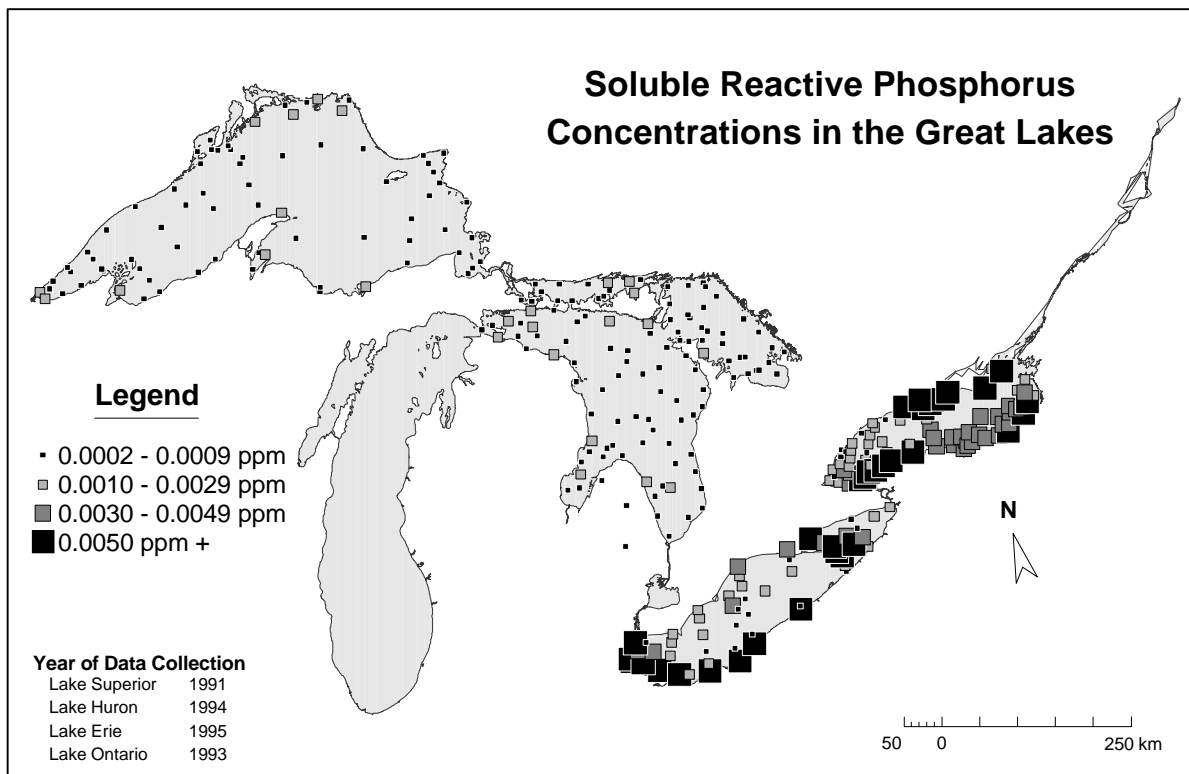 Soluble Reactive Phosphorus
Concentrations in the Great Lakes
Legend
0.0002 - 0.0009 ppm
0.0010 - 0.0029 ppm
0.0030 - 0.0049 ppm
0.0050 ppm +
N
Year of Data Collection
Lake Superior 1991
Lake Huron 1994
Lake Erie 1995
Lake Ontario 1993
50 0 250 km